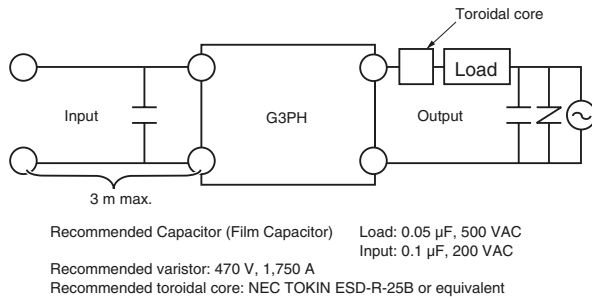 Toroidal core
Load
Input
G3PH
Output
3 m max.
Recommended Capacitor (Film Capacitor) Load: 0.05 µF, 500 VAC
Input: 0.1 µF, 200 VAC
Recommended varistor: 470 V, 1,750 A
Recommended toroidal core: NEC TOKIN ESD-R-25B or equivalent